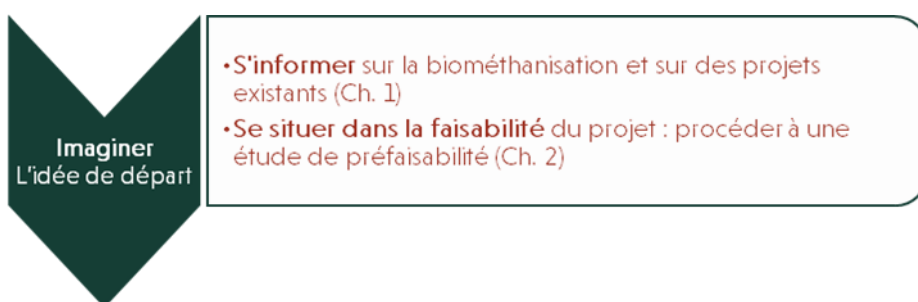 Imaginer
L'idée de départ
•S'informer sur la biométhanisation et sur des projets
existants (Ch. 1)
•Se situer dans la faisabilité du projet : procéder à une
étude de préfaisabilité (Ch. 2)